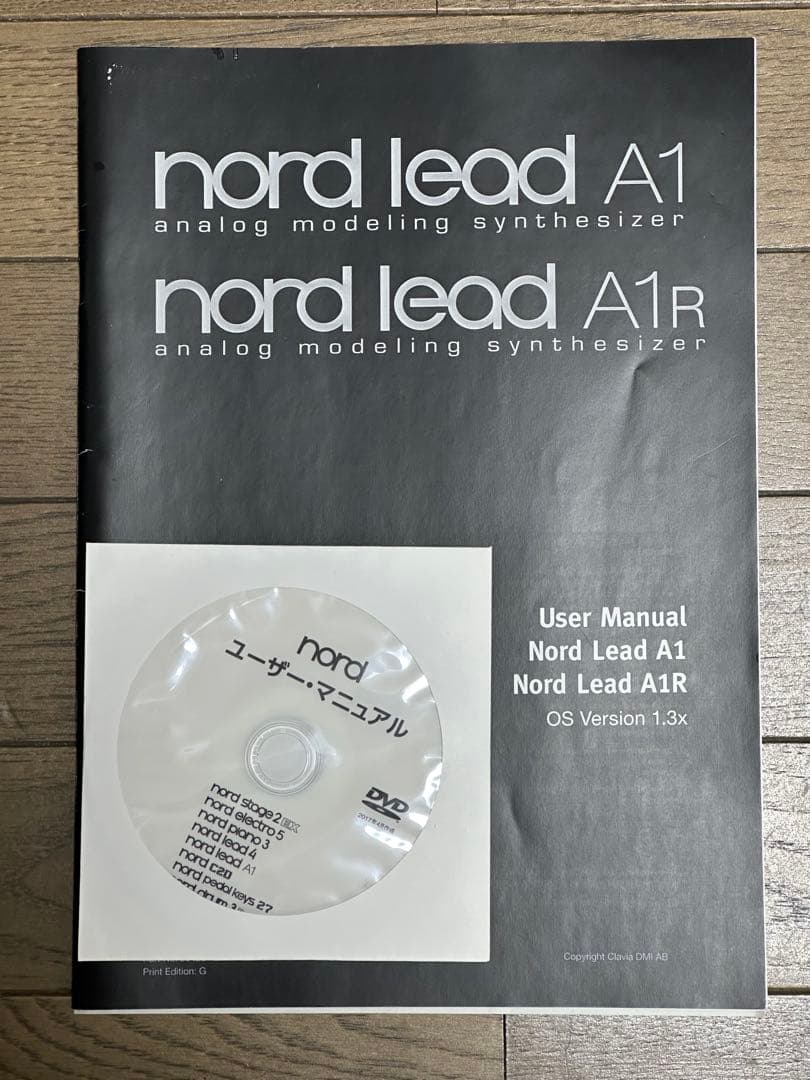 nord lead A1
analog modeling synthesizer
nord lead A1R
analog modeling synthesizer
User Manual
Nord Lead A1
Nord Lead A1R
OS Version 1.3x
nord
ユーザー・マニュアル
DVD
nord stage 2 EX
nord electro 5
nord piano 3
nord lead 4
nord lead A1
nord C2D
nord pedal keys 27
nord drum 3
Print Edition: G
Copyright Clavia DMI AB